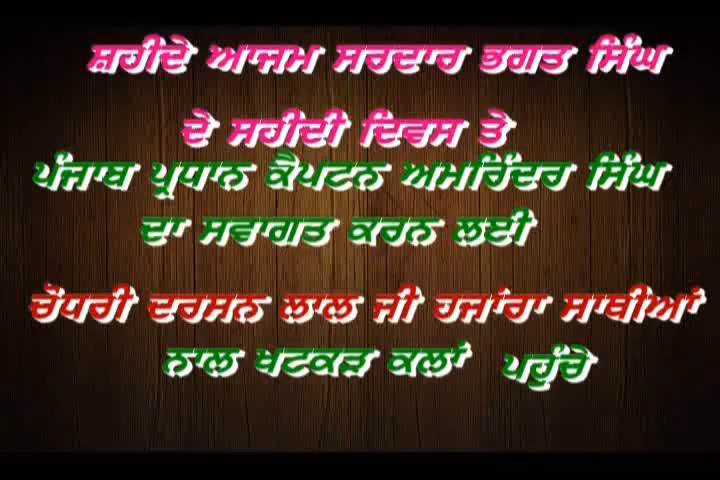 ਸ਼ਹੀਦੇ ਆਜਮ ਸਰਦਾਰ ਭਗਤ ਸਿੰਘ
ਦੇ ਸਹੀਦੀ ਦਿਵਸ ਤੇ
ਪੰਜਾਬ ਪ੍ਰਧਾਨ ਕੈਪਟਨ ਅਮਰਿੰਦਰ ਸਿੰਘ
ਦਾ ਸਵਾਗਤ ਕਰਨ ਲਈ
ਚੌਧਰੀ ਦਰਸਨ ਲਾਲ ਜੀ ਹਜਾਂਰਾ ਸਾਥੀਆਂ
ਨਾਲ ਖਟਕੜ ਕਲਾਂ ਪਹੁੰਚੇ